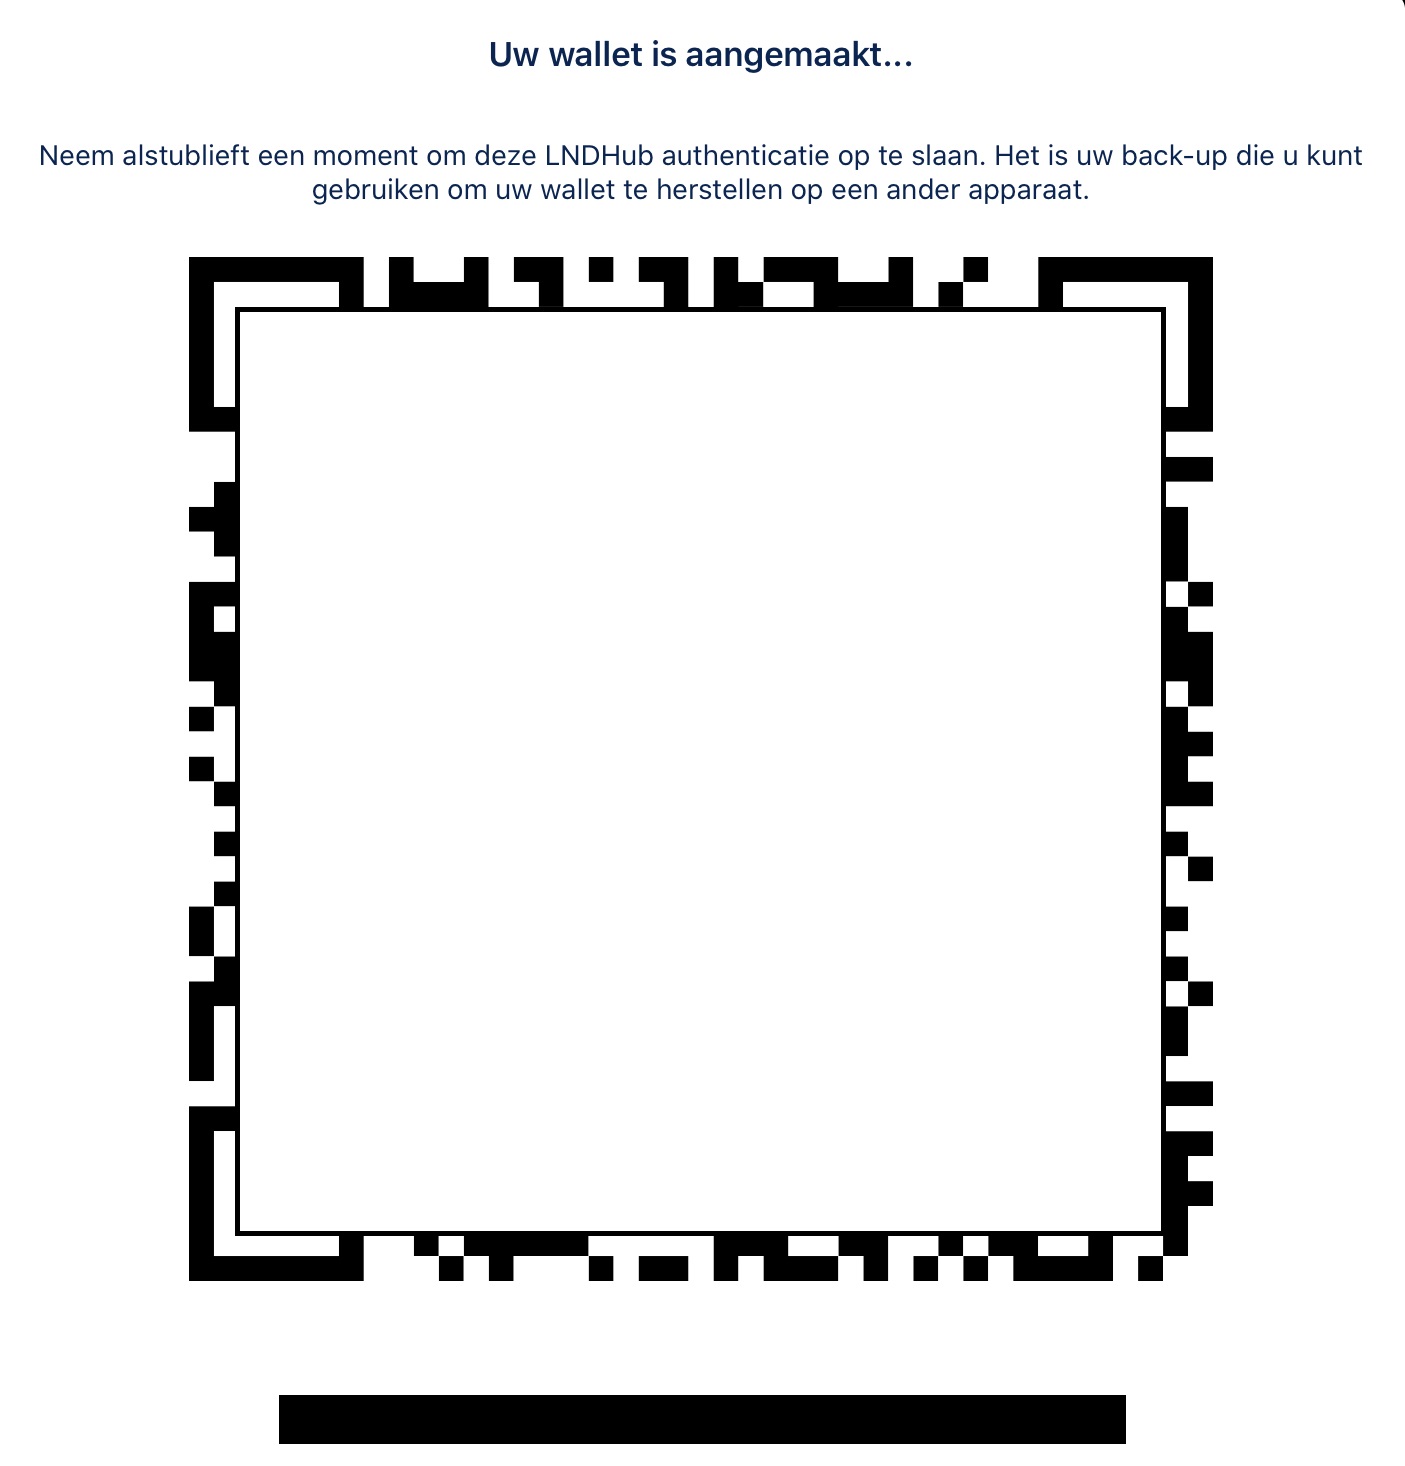 Uw wallet is aangemaakt...
Neem alstublieft een moment om deze LNDHub authenticatie op te slaan. Het is uw back-up die u kunt
gebruiken om uw wallet te herstellen op een ander apparaat.